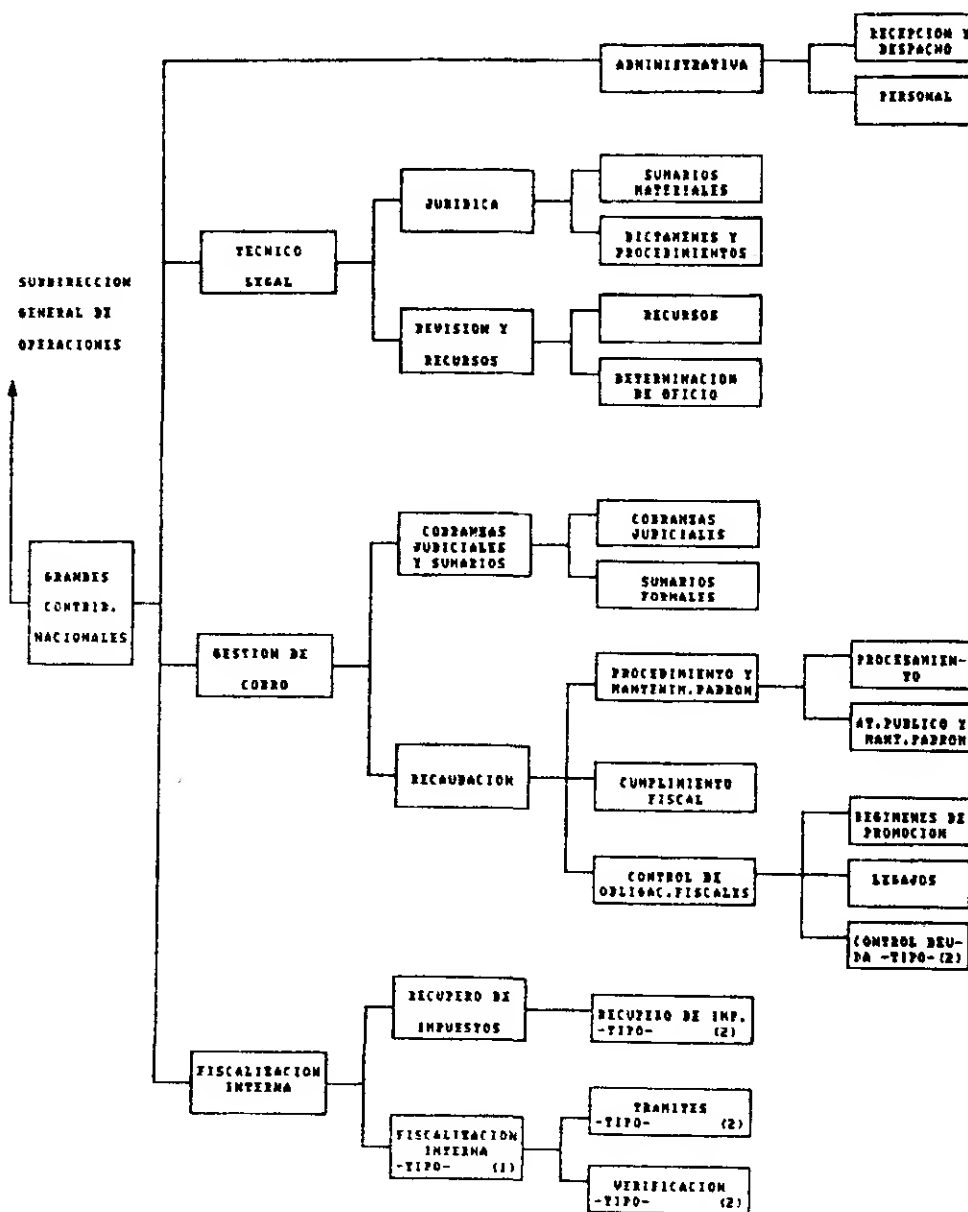 RECEPCION Y
DESPACHO
ADMINISTRATIVA
PERSONAL
SUMARIOS
MATERIALES
JURIDICA
DICTAMENES Y
PROCEDIMIENTOS
TECNICO
LEGAL
SUBDIRECCION
GENERAL DE
OPERACIONES
REVISION Y
RECURSOS
RECURSOS
DETERMINACION
DE OFICIO
COBRANZAS
JUDICIALES
Y SUMARIOS
COBRANZAS
JUDICIALES
SUMARIOS
FORMALES
GRANDES
CONTRIB.
NACIONALES
GESTION DE
COBRO
PROCEDIMIENTO Y
MANTENIM.PADRON
PROCESAMIEN-
TO
AT.PUBLICO Y
MANT.PADRON
RECAUDACION
CUMPLIMIENTO
FISCAL
CONTROL DE
OBLIGAC.FISCALES
REGIMENES DE
PROMOCION
LEGAJOS
CONTROL DEU-
DA -TIPO-(2)
RECUPERO DE
IMPUESTOS
RECUPERO DE IMP.
-TIPO- (2)
FISCALIZACION
INTERNA
FISCALIZACION
INTERNA
-TIPO- (1)
TRAMITES
-TIPO- (2)
VERIFICACION
-TIPO- (2)